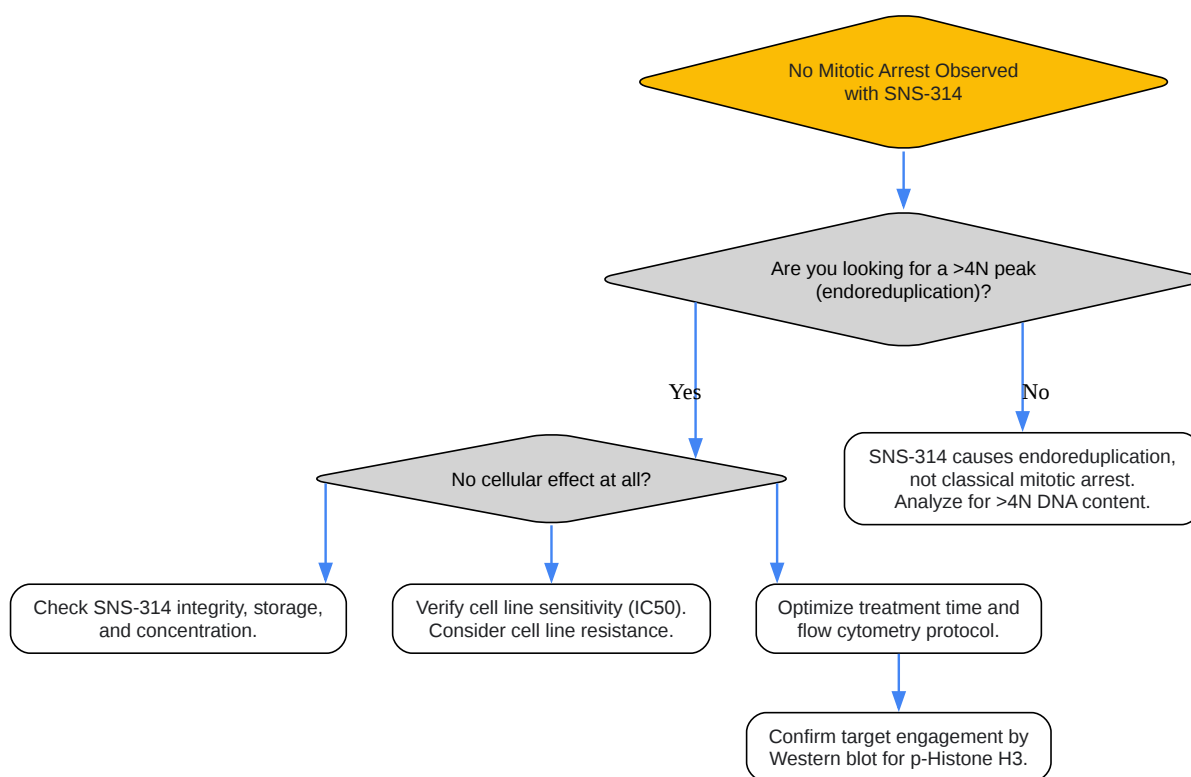 No Mitotic Arrest Observed
with SNS-314
Are you looking for a >4N peak
(endoreduplication)?
Yes
No
SNS-314 causes endoreduplication,
not classical mitotic arrest.
Analyze for >4N DNA content.
No cellular effect at all?
Check SNS-314 integrity, storage,
and concentration.
Verify cell line sensitivity (IC50).
Consider cell line resistance.
Optimize treatment time and
flow cytometry protocol.
Confirm target engagement by
Western blot for p-Histone H3.